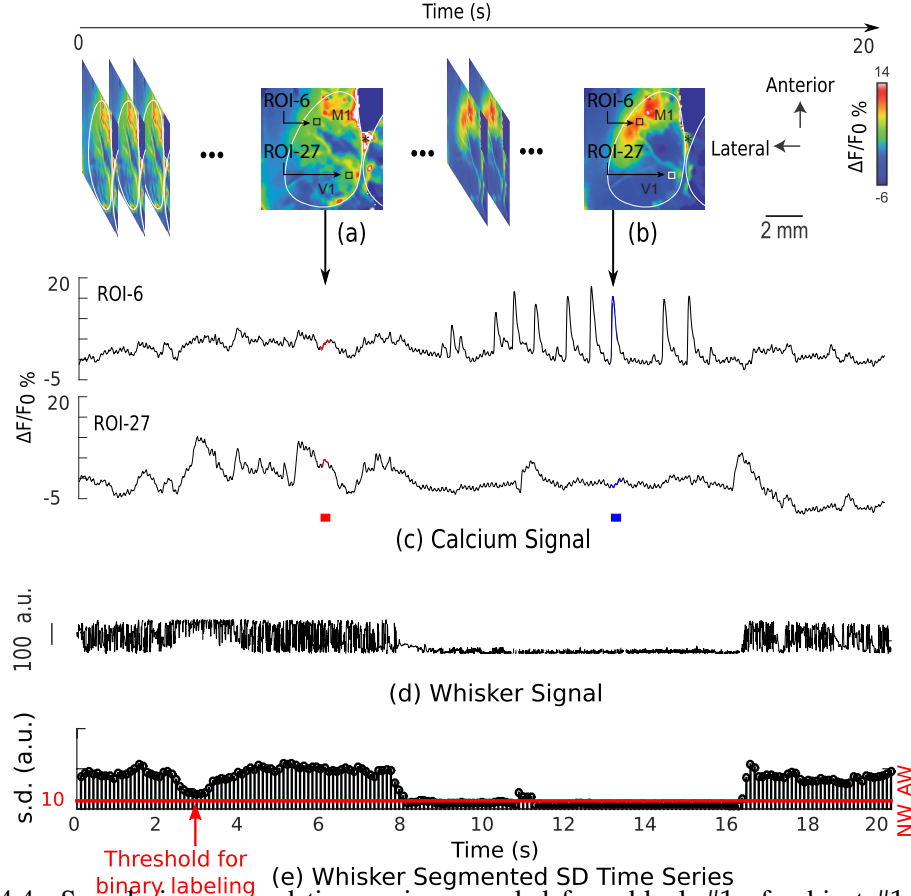 Time (s)
0
20
ROI-6
M1
ROI-27
V1
*
(a)
ROI-6
M1
ROI-27
V1
*
(b)
Anterior
Lateral
2 mm
14
ΔF/F0 %
-6
20
ROI-6
-5
ΔF/F0 %
20
ROI-27
-5
(c) Calcium Signal
100 a.u.
(d) Whisker Signal
s.d. (a.u.)
10
NW AW
0 2 4 6 8 10 12 14 16 18 20
Time (s)
Threshold for
binary labeling
(e) Whisker Segmented SD Time Series